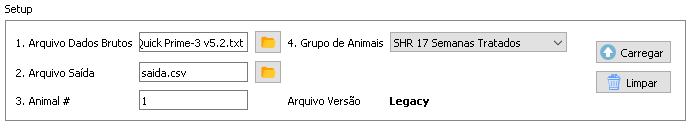 Setup
1. Arquivo Dados Brutos Quick Prime-3 v5.2.txt 4. Grupo de Animais SHR 17 Semanas Tratados Carregar
2. Arquivo Saída saida.csv Limpar
3. Animal # 1 Arquivo Versão Legacy